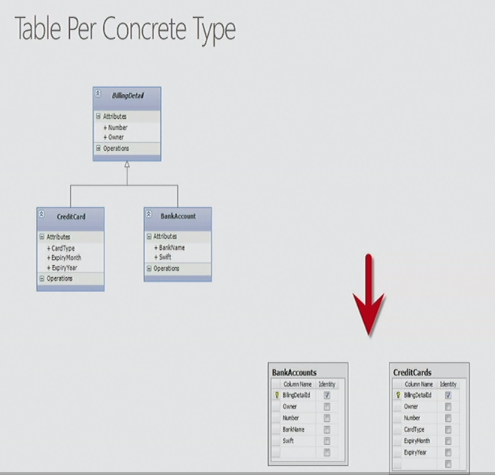 Table Per Concrete Type
BillingDetail
Attributes
+ Number
+ Owner
Operations
CreditCard
Attributes
+ CardType
+ ExpiryMonth
+ ExpiryYear
Operations
BankAccount
Attributes
+ BankName
+ Swift
Operations
BankAccounts
Column Name Identity
BillingDetailId
Owner
Number
BankName
Swift
CreditCards
Column Name Identity
BillingDetailId
Owner
Number
CardType
ExpiryMonth
ExpiryYear